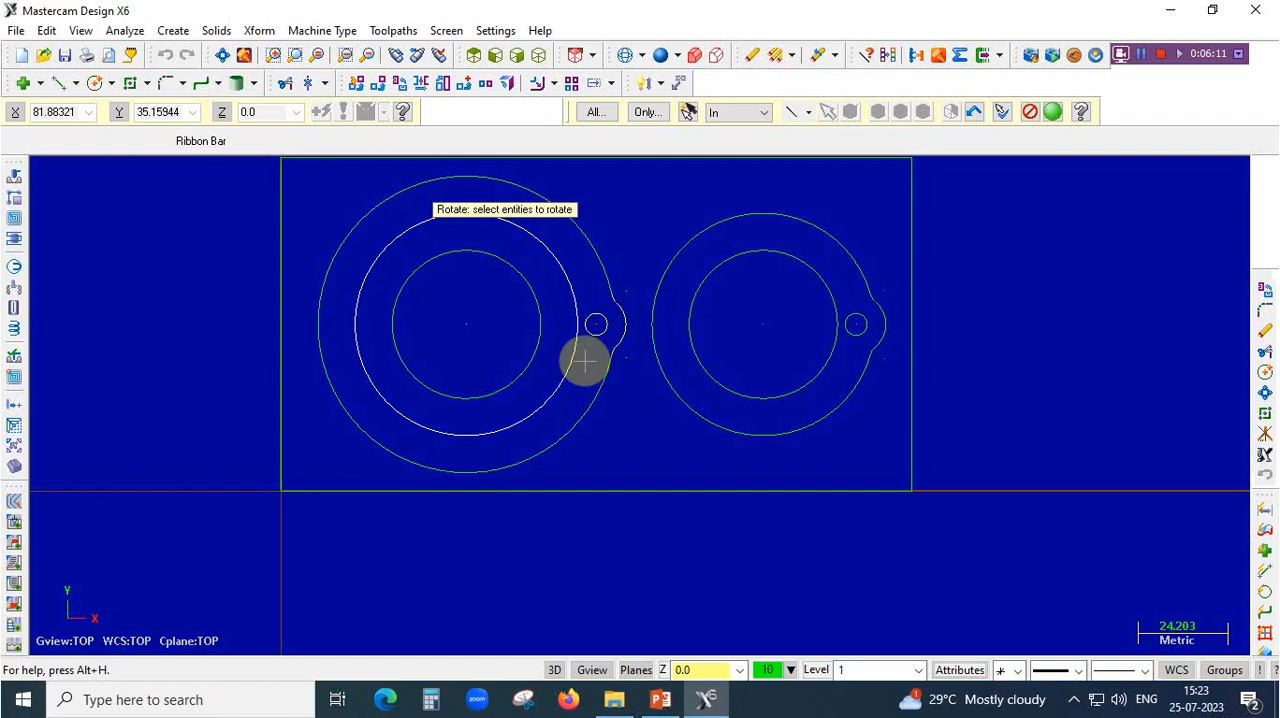 Mastercam Design X6
0:06:11
File Edit View Analyze Create Solids Xform Machine Type Toolpaths Screen Settings Help
X 81.88321 Y 35.15944 Z 0.0 All... Only... In
Ribbon Bar
Rotate: select entities to rotate
Y
X
24.203
Metric
Gview:TOP WCS:TOP Cplane:TOP
For help, press Alt+H. 3D Gview Planes Z 0.0 10 Level 1 Attributes WCS Groups ! ?
Type here to search 29°C Mostly cloudy ENG 15:23
25-07-2023 2